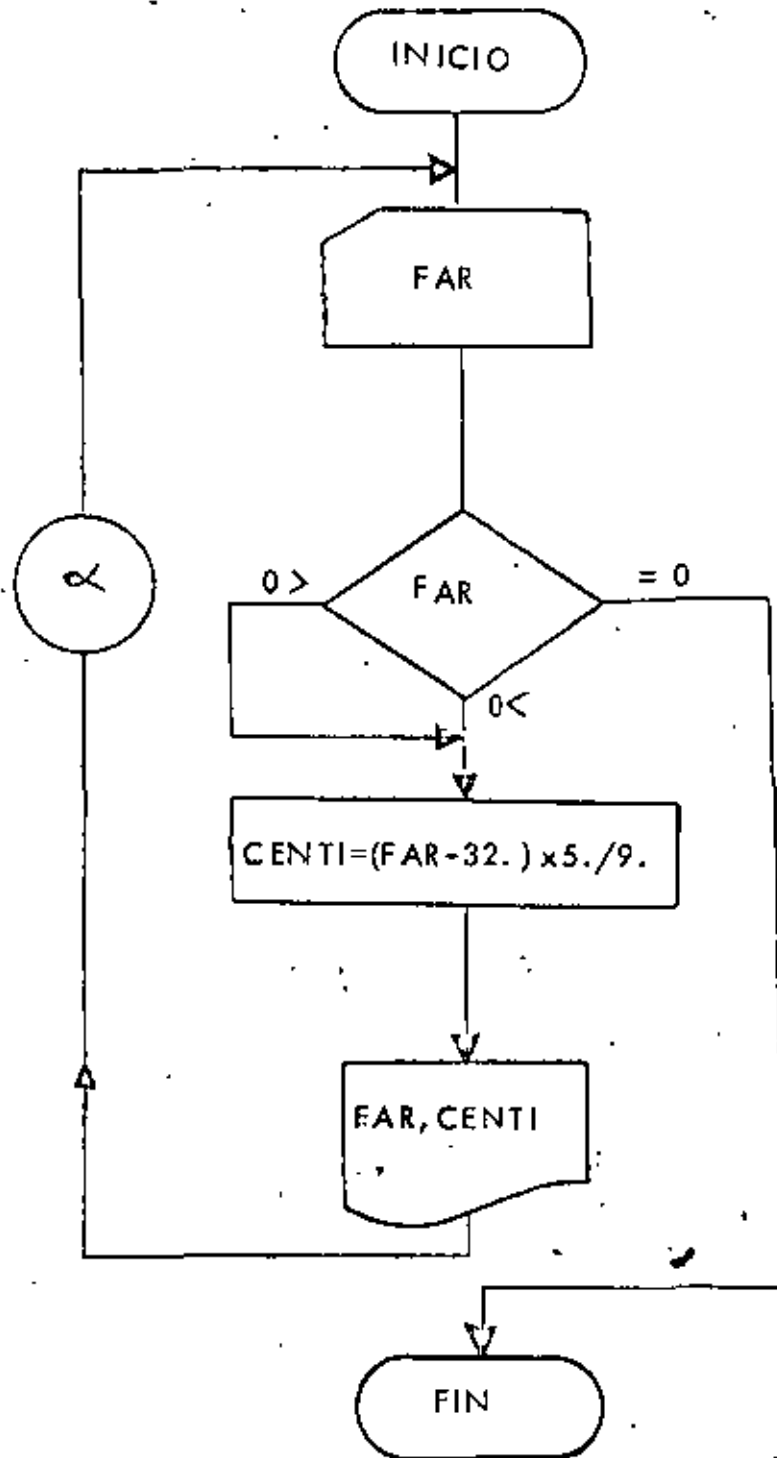 INICIO
FAR
α
0 >
FAR
= 0
0<
CENTI=(FAR-32.)x5./9.
FAR, CENTI
FIN